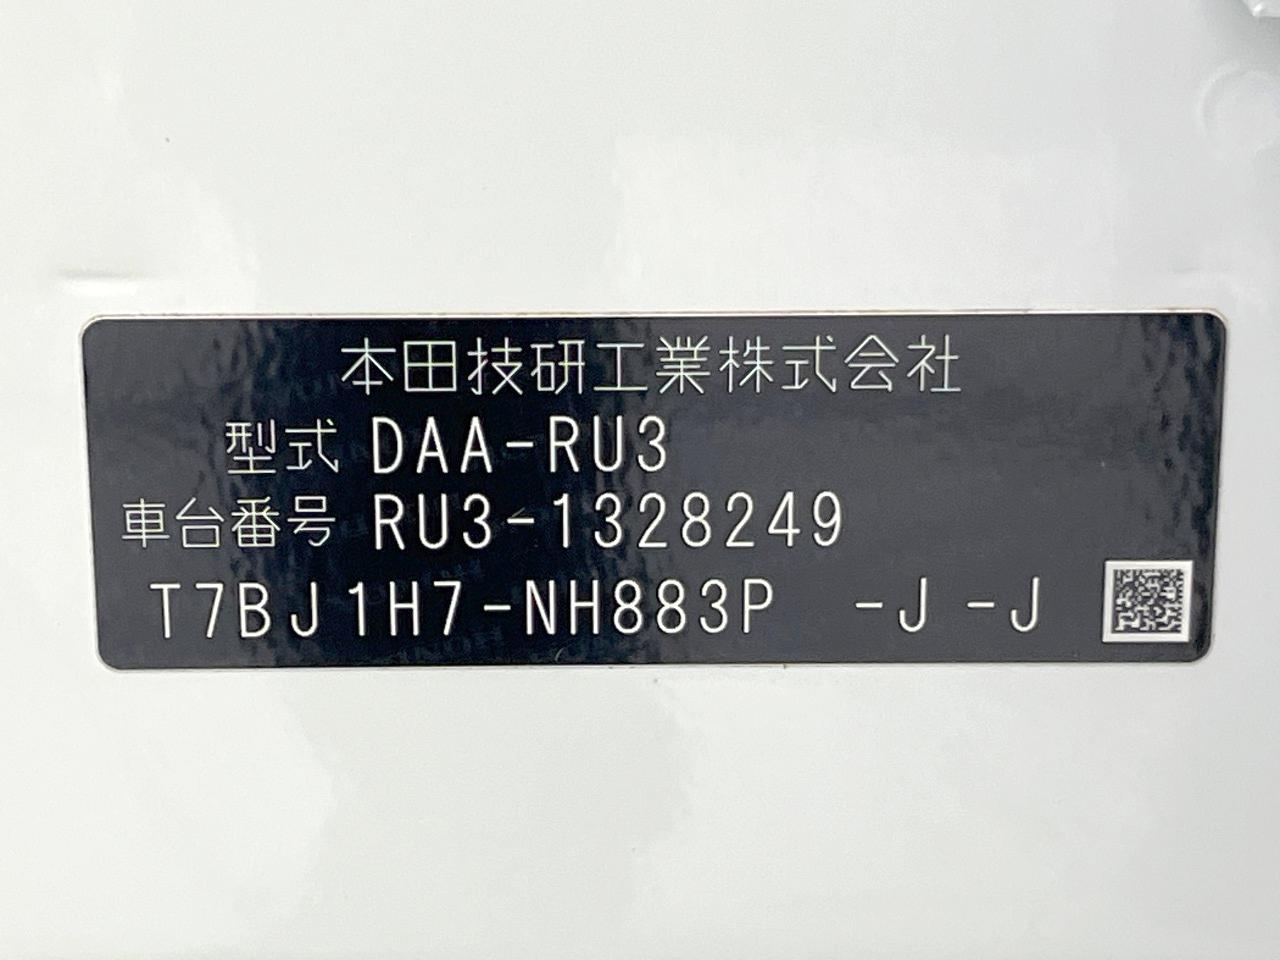 本田技研工業株式会社
型式 DAA-RU3
車台番号 RU3-1328249
T7BJ1H7-NH883P -J -J